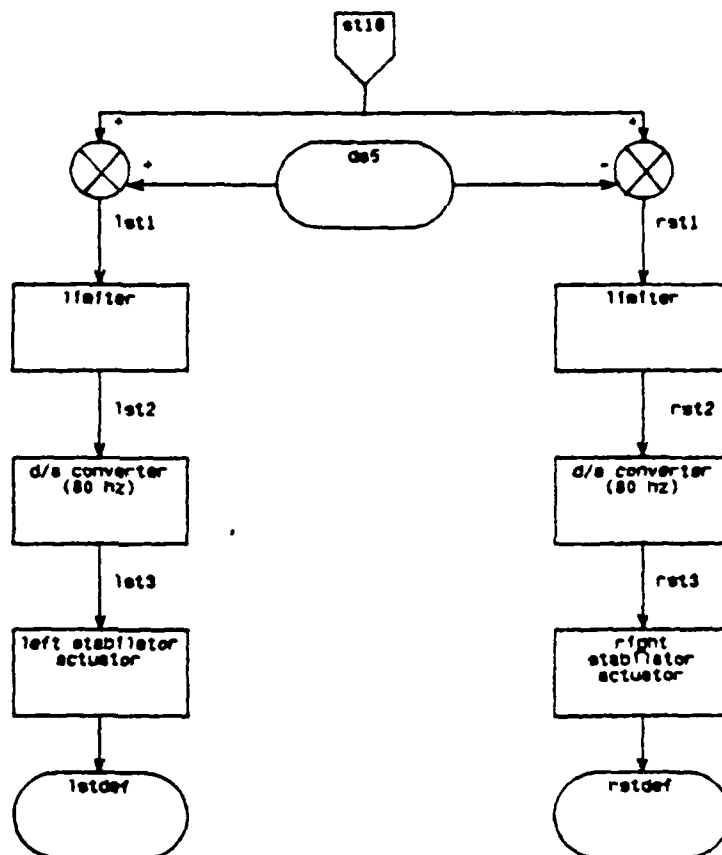 ds5
+ +
+ -
lst1 rst1
limiter limiter
lst2 rst2
d/a converter d/a converter
(80 hz) (80 hz)
lst3 rst3
left stabilator right
actuator stabilator
actuator
lstdef rstdef